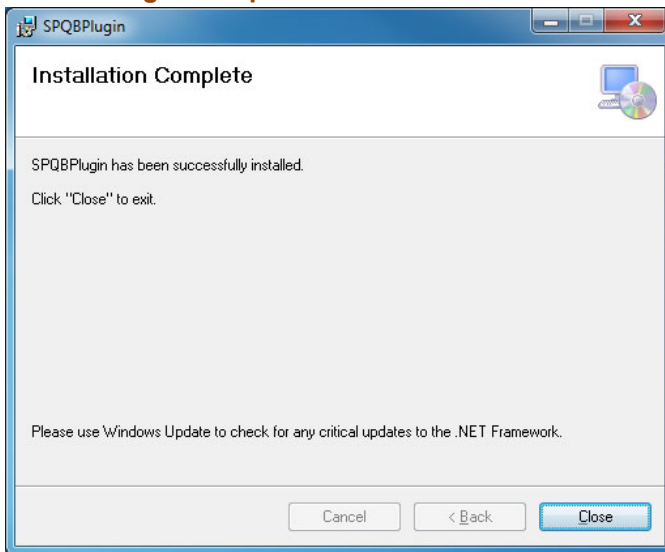 SPQBPlugin
Installation Complete
SPQBPlugin has been successfully installed.
Click "Close" to exit.
Please use Windows Update to check for any critical updates to the .NET Framework.
Cancel
< Back
Close